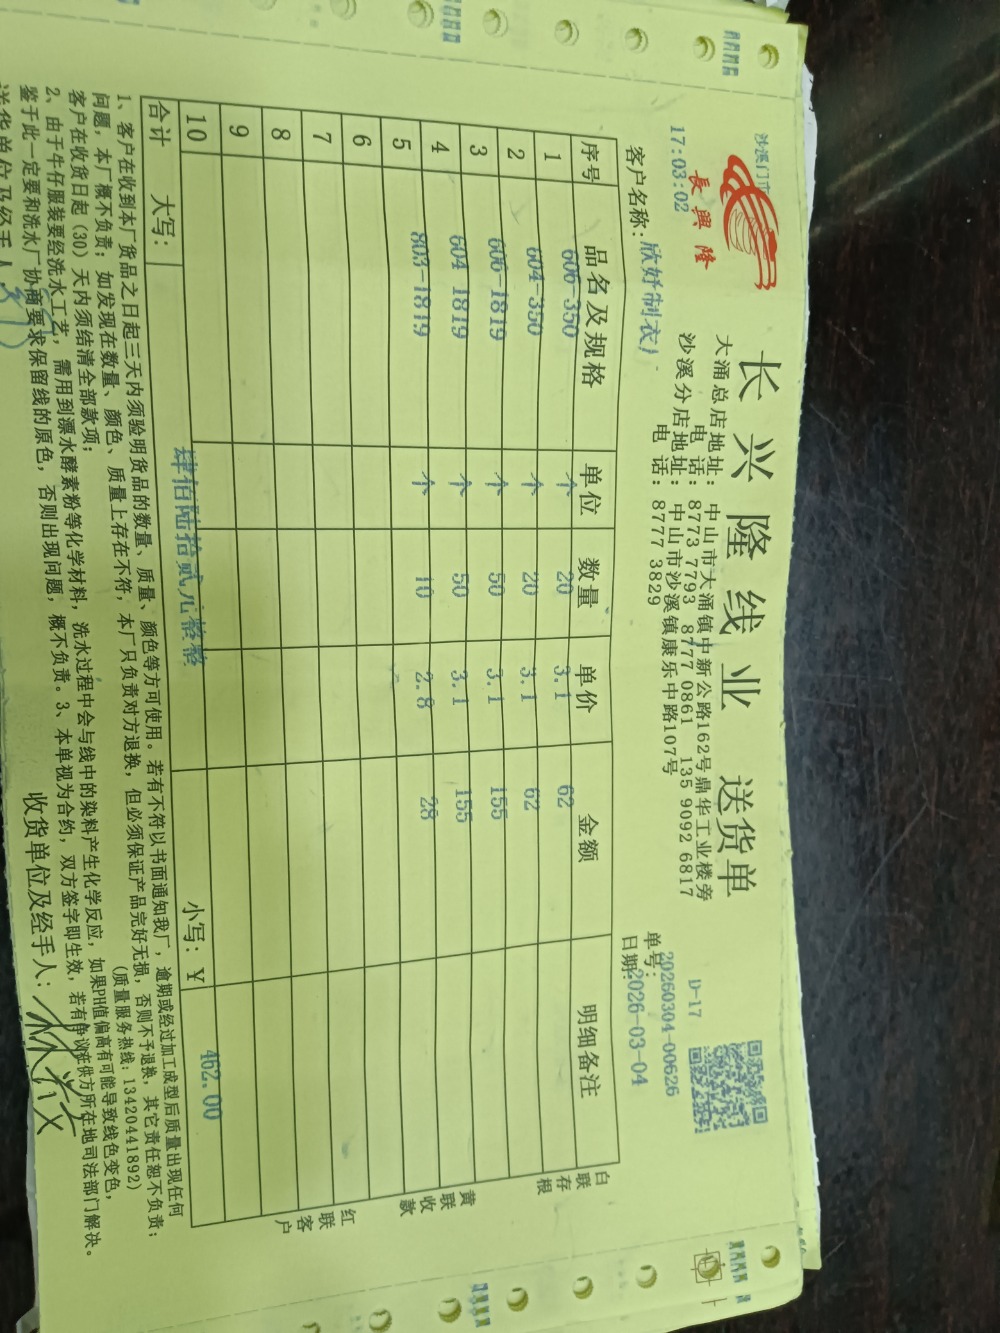 沙溪门市
長興隆
17:03:02
长兴隆线业 送货单
大涌总店地址：中山市大涌镇中新公路162号鼎华工业楼旁
电 话：8773 7793 8777 0861 135 9092 6817
沙溪分店地址：中山市沙溪镇康乐中路107号
电 话：8777 3829
D-17
单号：20260304-00626
日期：2026-03-04
客户名称：欣好制衣厂
序号 品名及规格 单位 数量 单价 金额 明细备注
1 606-350 个 20 3.1 62
2 604-350 个 20 3.1 62
3 606-1819 个 50 3.1 155
4 604-1819 个 50 3.1 155
5 803-1819 个 10 2.8 28
6
7
8
9
10
合计 大写： 肆佰陆拾贰元整整 小写：￥ 462.00
白联存根
黄联收款
红联客户
1、客户在收到本厂货品之日起三天内须验明货品的数量、质量、颜色等方可使用。若有不符以书面通知我厂，逾期或经过加工成型后质量出现任何
问题，本厂概不负责；如发现在数量、颜色、质量上存在不符，本厂只负责对方退换，但必须保证产品完好无损，否则不予退换，其它责任恕不负责；
客户在收货日起（30）天内须结清全部款项； （质量服务热线：13420441892）
2、由于牛仔服装要经洗水工艺，需用到漂水酵素粉等化学材料，洗水过程中会与线中的染料产生化学反应，如果PH值偏高有可能导致线色变色，
鉴于此一定要和洗水厂协商要求保留线的原色，否则出现问题，概不负责。3、本单视为合约，双方签字即生效，若有争议在供方所在地司法部门解决。
送货单位及经手人
收货单位及经手人：